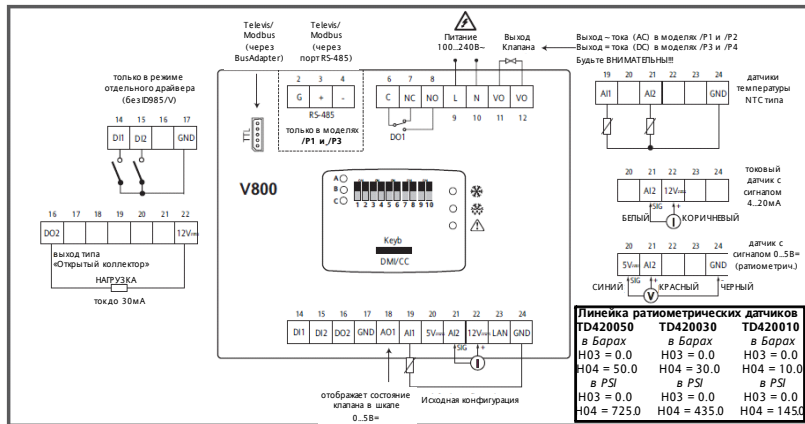 Televis/
Modbus
(через
BusAdapter)
Televis/
Modbus
(через
порт RS-485)
Питание
100...240В~
Выход
Клапана
Выход ~ тока (AC) в моделях /P1 и /P2
Выход = тока (DC) в моделях /P3 и /P4
Будьте ВНИМАТЕЛЬНЫ!!!
только в режиме
отдельного драйвера
(без ID985/V)
14 15 16 17
DI1 DI2 GND
2 3 4
G + -
RS-485
только в моделях
/P1 и /P3
TTL
6 7 8
C NC NO L N VO VO
9 10 11 12
DO1
19 20 21 22 23 24
AI1 AI2 GND
датчики
температуры
NTC типа
V800
A
B
C
1 2 3 4 5 6 7 8 9 10
Keyb
DMI/CC
20 21 22 23 24
AI2 12V
SIG +
БЕЛЫЙ КОРИЧНЕВЫЙ
I
токовый
датчик с
сигналом
4...20мА
16 17 18 19 20 21 22
DO2 12V
выход типа
«Открытый коллектор»
НАГРУЗКА
ток до 30мА
20 21 22 23 24
5V AI2 GND
SIG + -
СИНИЙ КРАСНЫЙ ЧЕРНЫЙ
V
датчик с
сигналом 0...5В=
(ратиометрич.)
14 15 16 17 18 19 20 21 22 23 24
DI1 DI2 DO2 GND AO1 AI1 5V AI2 12V LAN GND
SIG +
I
отображает состояние
клапана в шкале
0...5В=
Исходная конфигурация
Линейка ратиометрических датчиков
TD420050 TD420030 TD420010
в Барах в Барах в Барах
H03 = 0.0 H03 = 0.0 H03 = 0.0
H04 = 50.0 H04 = 30.0 H04 = 10.0
в PSI в PSI в PSI
H03 = 0.0 H03 = 0.0 H03 = 0.0
H04 = 725.0 H04 = 435.0 H04 = 145.0